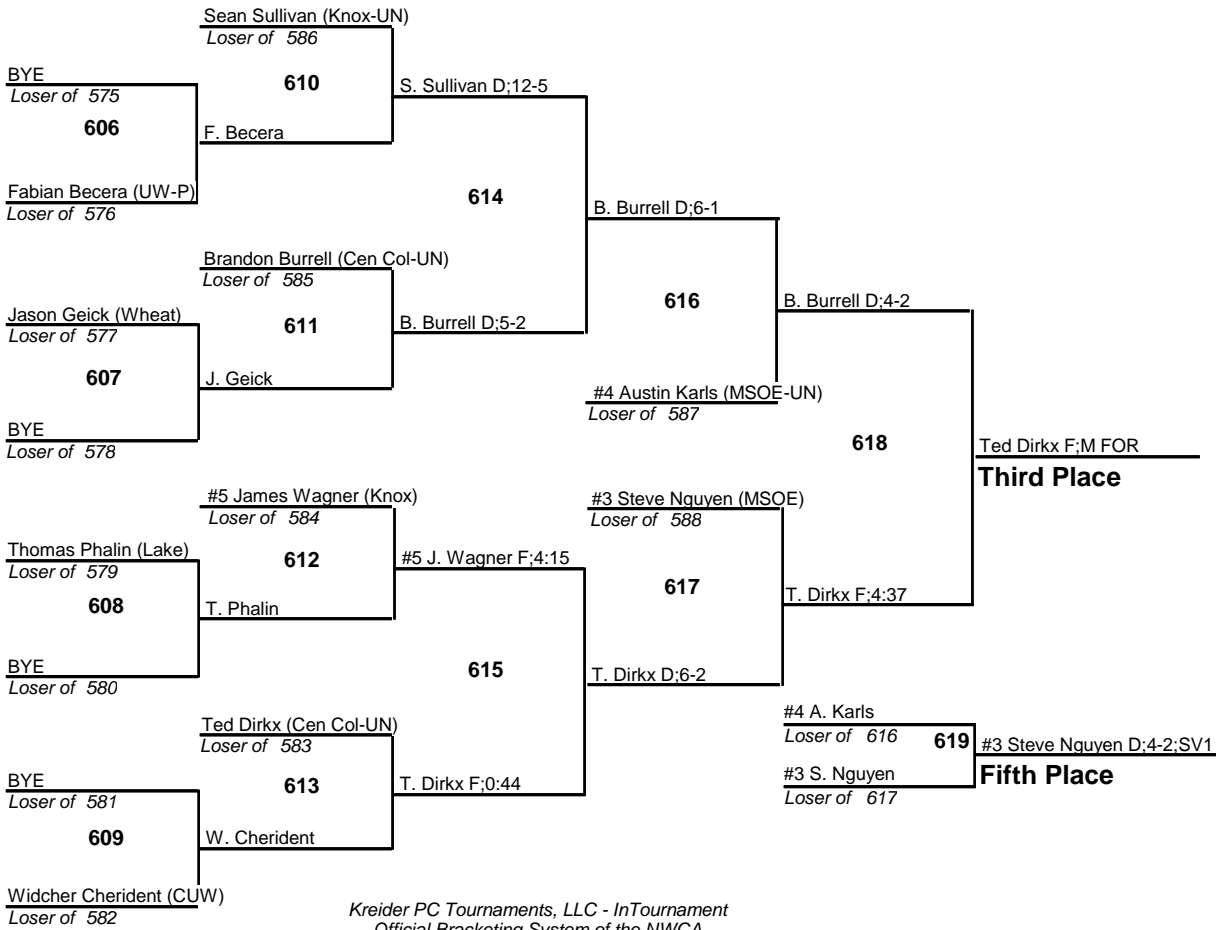 Sean Sullivan (Knox-UN)
Loser of 586
BYE
Loser of 575
610
S. Sullivan D;12-5
606
F. Becera
Fabian Becera (UW-P)
Loser of 576
614
B. Burrell D;6-1
Brandon Burrell (Cen Col-UN)
Loser of 585
Jason Geick (Wheat)
Loser of 577
611
B. Burrell D;5-2
616
B. Burrell D;4-2
607
J. Geick
#4 Austin Karls (MSOE-UN)
Loser of 587
BYE
Loser of 578
618
Ted Dirkx F;M FOR
Third Place
#5 James Wagner (Knox)
Loser of 584
#3 Steve Nguyen (MSOE)
Loser of 588
Thomas Phalin (Lake)
Loser of 579
612
#5 J. Wagner F;4:15
608
T. Phalin
617
T. Dirkx F;4:37
BYE
Loser of 580
615
T. Dirkx D;6-2
Ted Dirkx (Cen Col-UN)
Loser of 583
#4 A. Karls
Loser of 616
619
#3 Steve Nguyen D;4-2;SV1
Fifth Place
#3 S. Nguyen
Loser of 617
BYE
Loser of 581
613
T. Dirkx F;0:44
609
W. Cherident
Widcher Cherident (CUW)
Loser of 582
Kreider PC Tournaments, LLC - InTournament
Official Bracketing System of the NWCA